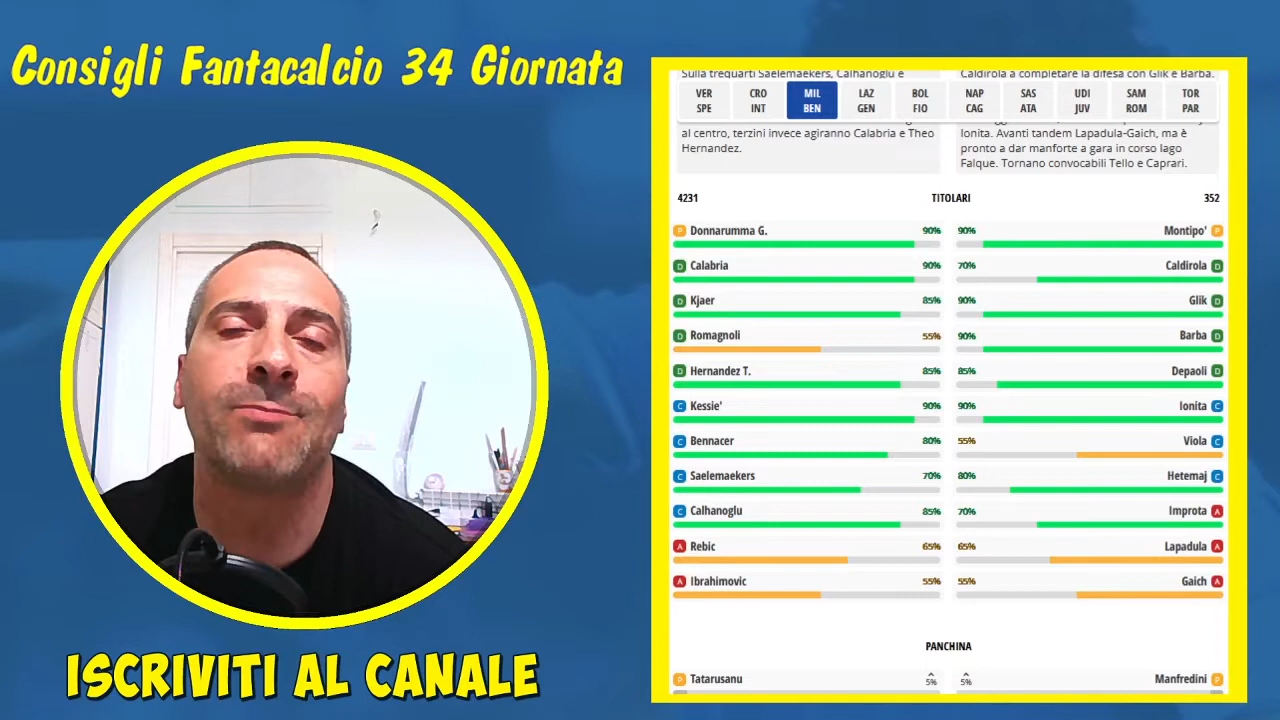 Consigli Fantacalcio 34 Giornata
ISCRIVITI AL CANALE
Sulla trequarti Saelemaekers, Calhanoglu e
Caldirola a completare la difesa con Glik e Barba.
VER CRO MIL LAZ BOL NAP SAS UDI SAM TOR
SPE INT BEN GEN FIO CAG ATA JUV ROM PAR
al centro, terzini invece agiranno Calabria e Theo
Hernandez.
Ionita. Avanti tandem Lapadula-Gaich, ma è
pronto a dar manforte a gara in corso Iago
Falque. Tornano convocabili Tello e Caprari.
4231 TITOLARI 352
P Donnarumma G. 90% 90% Montipo' P
D Calabria 90% 70% Caldirola D
D Kjaer 85% 90% Glik D
D Romagnoli 55% 90% Barba D
D Hernandez T. 85% 85% Depaoli D
C Kessie' 90% 90% Ionita C
C Bennacer 80% 55% Viola C
C Saelemaekers 70% 80% Hetemaj C
C Calhanoglu 85% 70% Improta A
A Rebic 65% 65% Lapadula A
A Ibrahimovic 55% 55% Gaich A
PANCHINA
P Tatarusanu 5% 5% Manfredini P